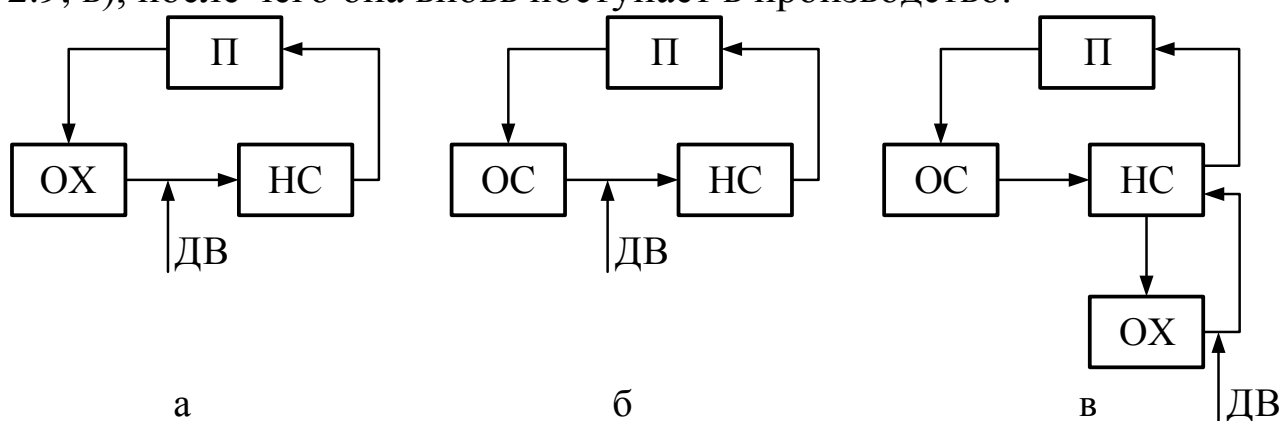 2.9, в), после чего она вновь поступает в производство.
П П П
ОХ НС ОС НС ОС НС
ДВ ДВ
ОХ
а б в ДВ